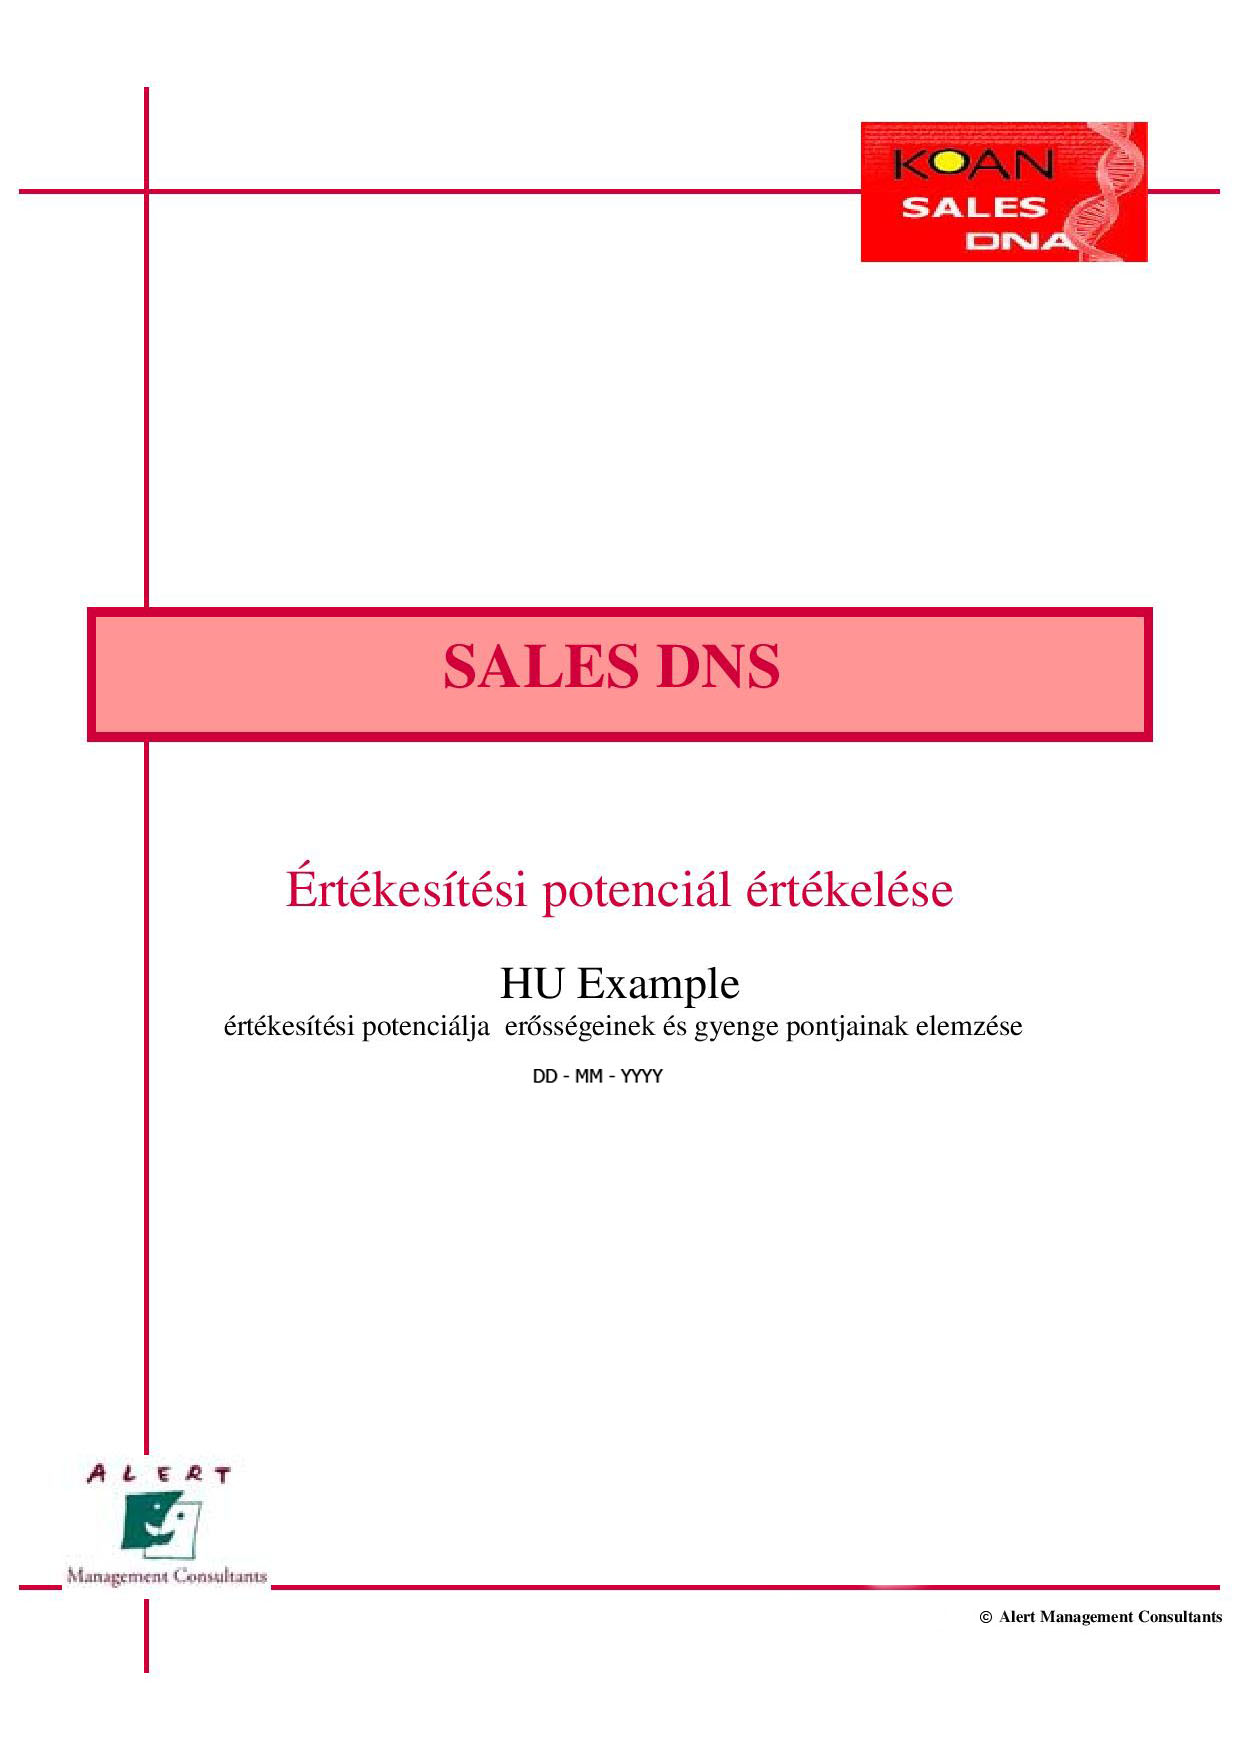 KOAN
SALES
DNA
SALES DNS
Értékesítési potenciál értékelése
HU Example
értékesítési potenciálja  erősségeinek és gyenge pontjainak elemzése
DD - MM - YYYY
ALERT
Management Consultants
© Alert Management Consultants